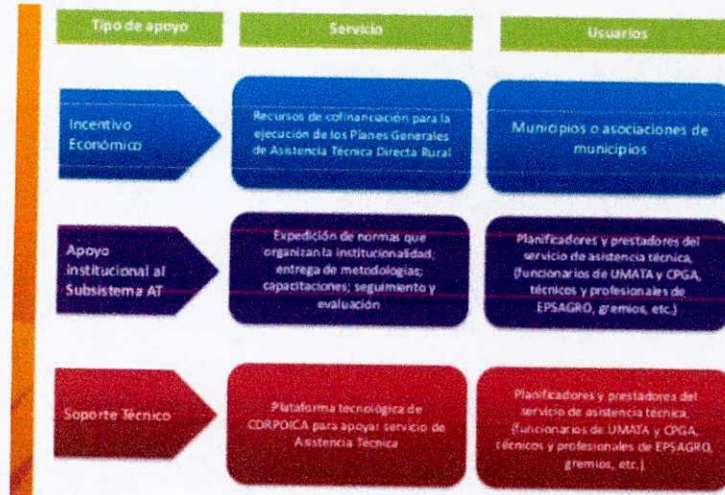 Tipo de apoyo
Servicio
Usuarios
Incentivo
Económico
Recursos de cofinanciación para la
ejecución de los Planes Generales
de Asistencia Técnica Directa Rural
Municipios o asociaciones de
municipios
Apoyo
Institucional al
Subsistema AT
Expedición de normas que
organizan la institucionalidad;
entrega de metodologías;
capacitaciones; seguimiento y
evaluación
Planificadores y prestadores del
servicio de asistencia técnica,
(funcionarios de UMATA y CPGA,
técnicos y profesionales de
EPSAGRO, gremios, etc.)
Soporte Técnico
Plataforma tecnológica de
CORPOICA para apoyar servicio de
Asistencia Técnica
Planificadores y prestadores del
servicio de asistencia técnica,
(funcionarios de UMATA y CPGA,
técnicos y profesionales de EPSAGRO,
gremios, etc.)